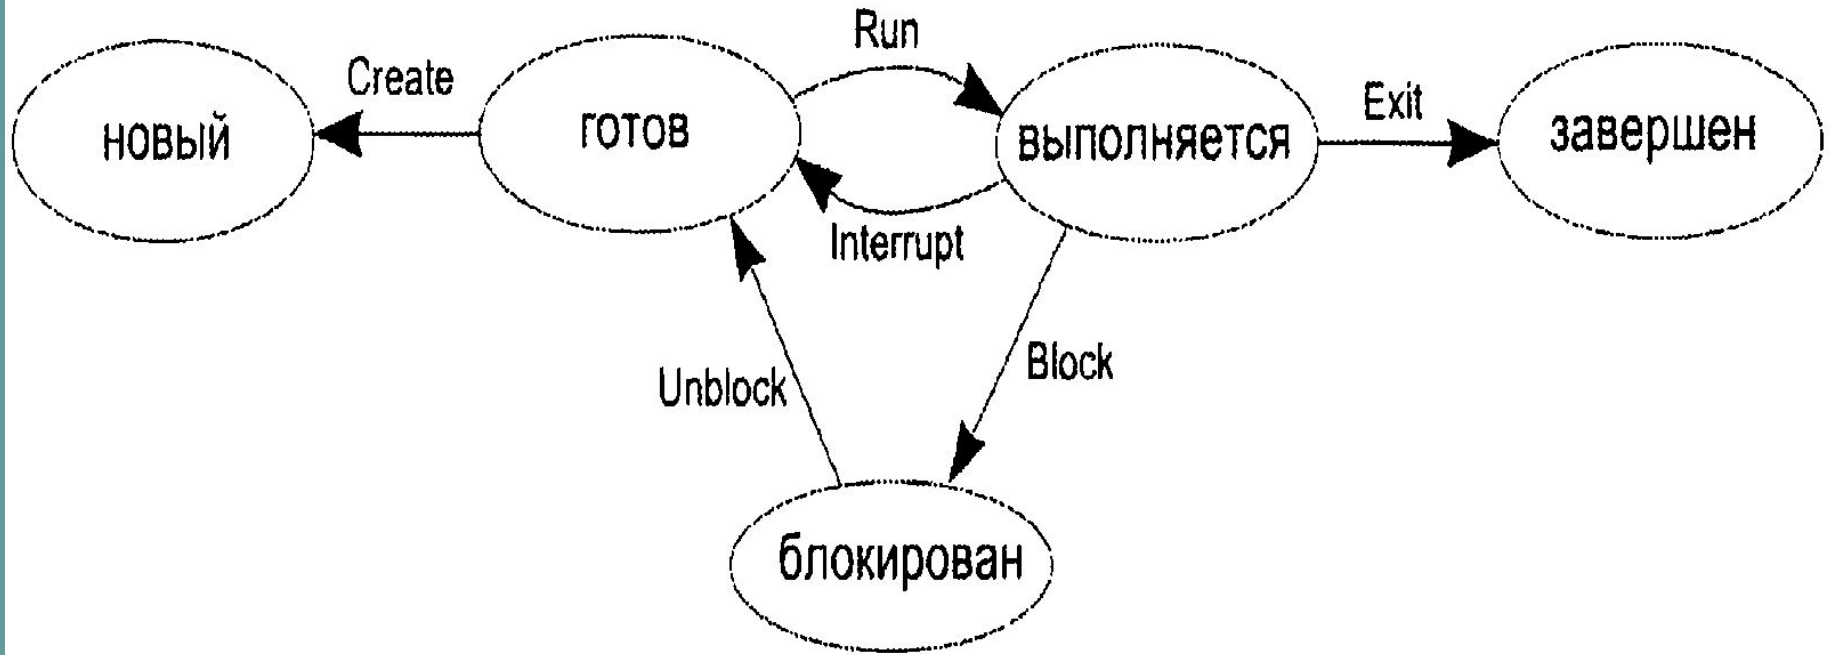 Run
Create
Exit
новый
готов
выполняется
завершен
Interrupt
Unblock
Block
блокирован